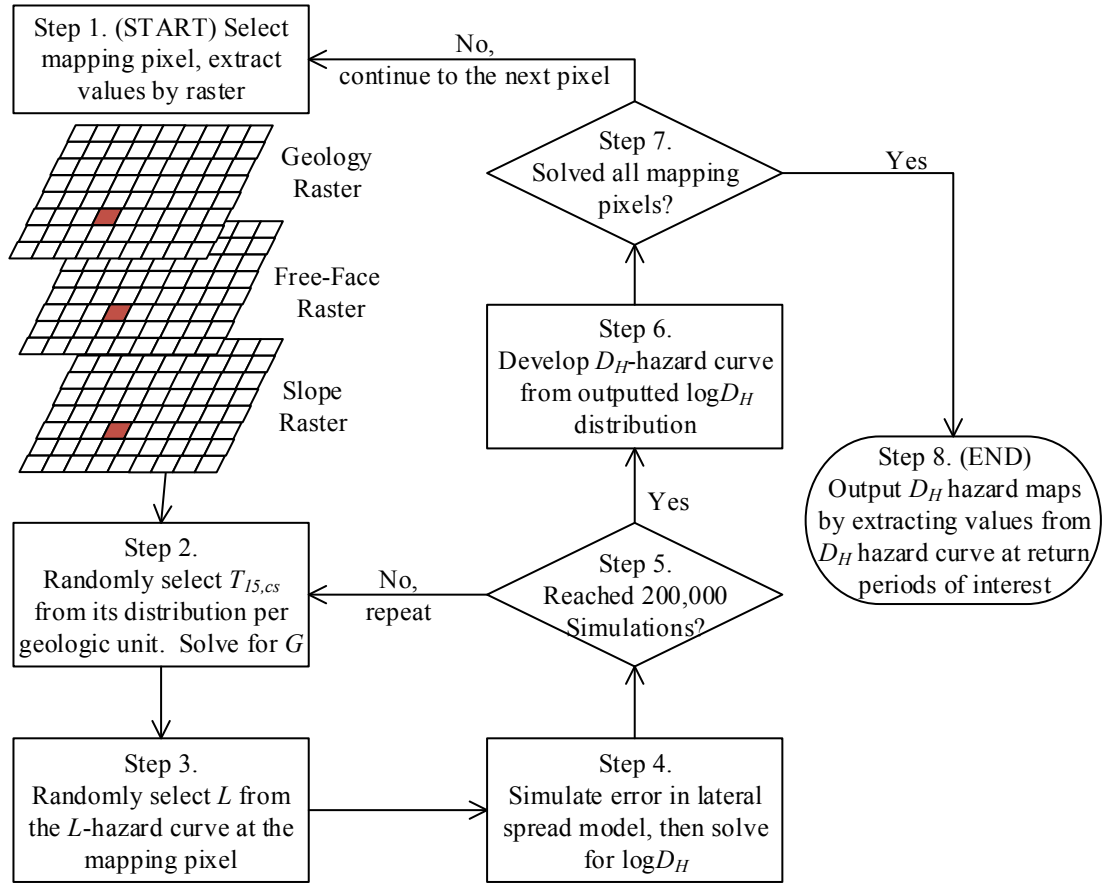 Step 1. (START) Select
mapping pixel, extract
values by raster
Geology
Raster
Free-Face
Raster
Slope
Raster
Step 2.
Randomly select T15,cs
from its distribution per
geologic unit. Solve for G
Step 3.
Randomly select L from
the L-hazard curve at the
mapping pixel
Step 4.
Simulate error in lateral
spread model, then solve
for logDH
Step 5.
Reached 200,000
Simulations?
No,
repeat
Yes
Step 6.
Develop DH-hazard curve
from outputted logDH
distribution
Step 7.
Solved all mapping
pixels?
No,
continue to the next pixel
Yes
Step 8. (END)
Output DH hazard maps
by extracting values from
DH hazard curve at return
periods of interest